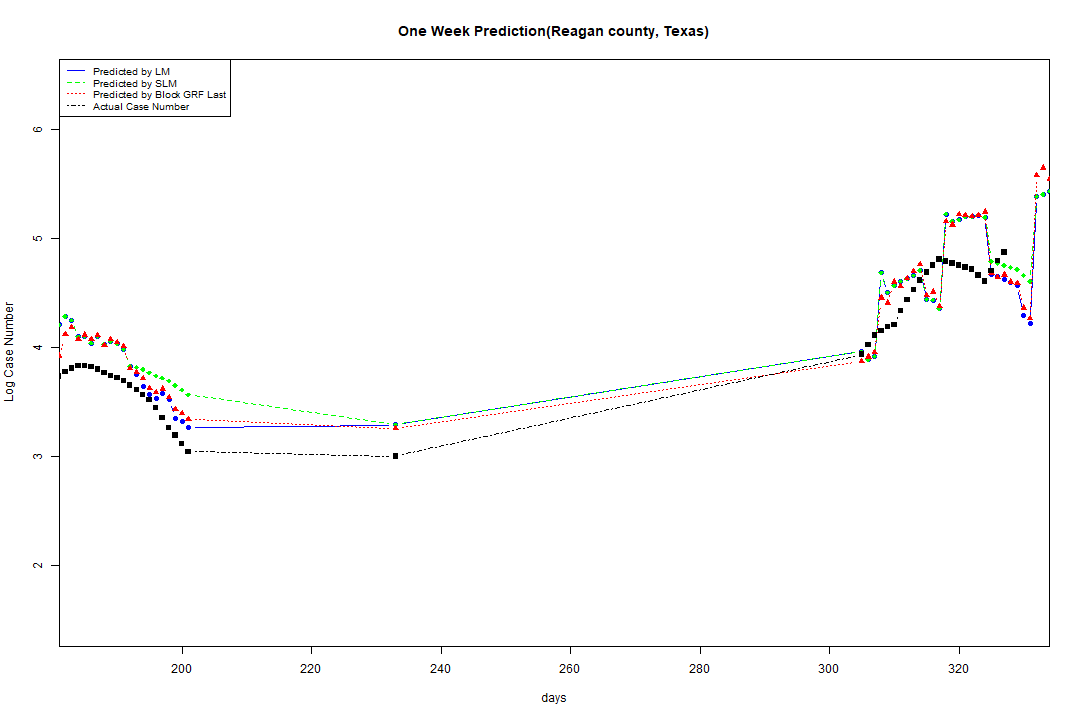 One Week Prediction(Reagan county, Texas)
Predicted by LM
Predicted by SLM
Predicted by Block GRF Last
Actual Case Number
Log Case Number
6
5
4
3
2
200 220 240 260 280 300 320
days